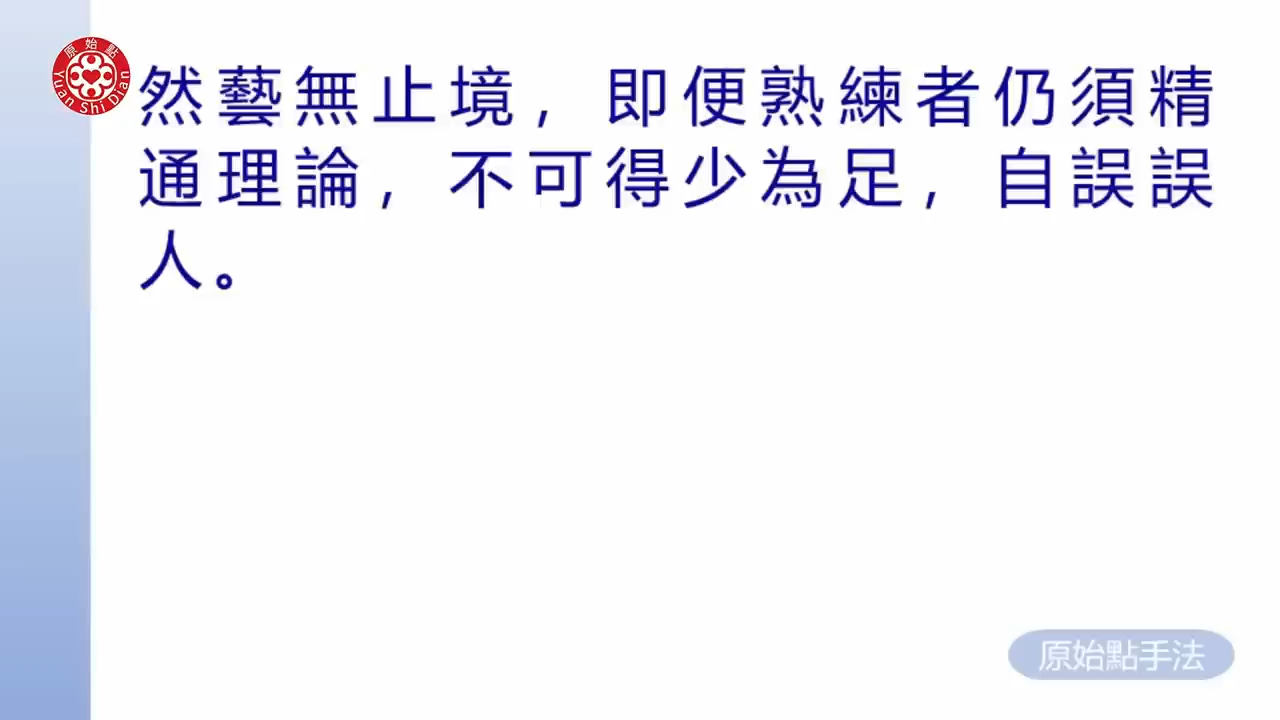 原始點
Yuan Shi Dian
然藝無止境，即便熟練者仍須精
通理論，不可得少為足，自誤誤
人。
原始點手法